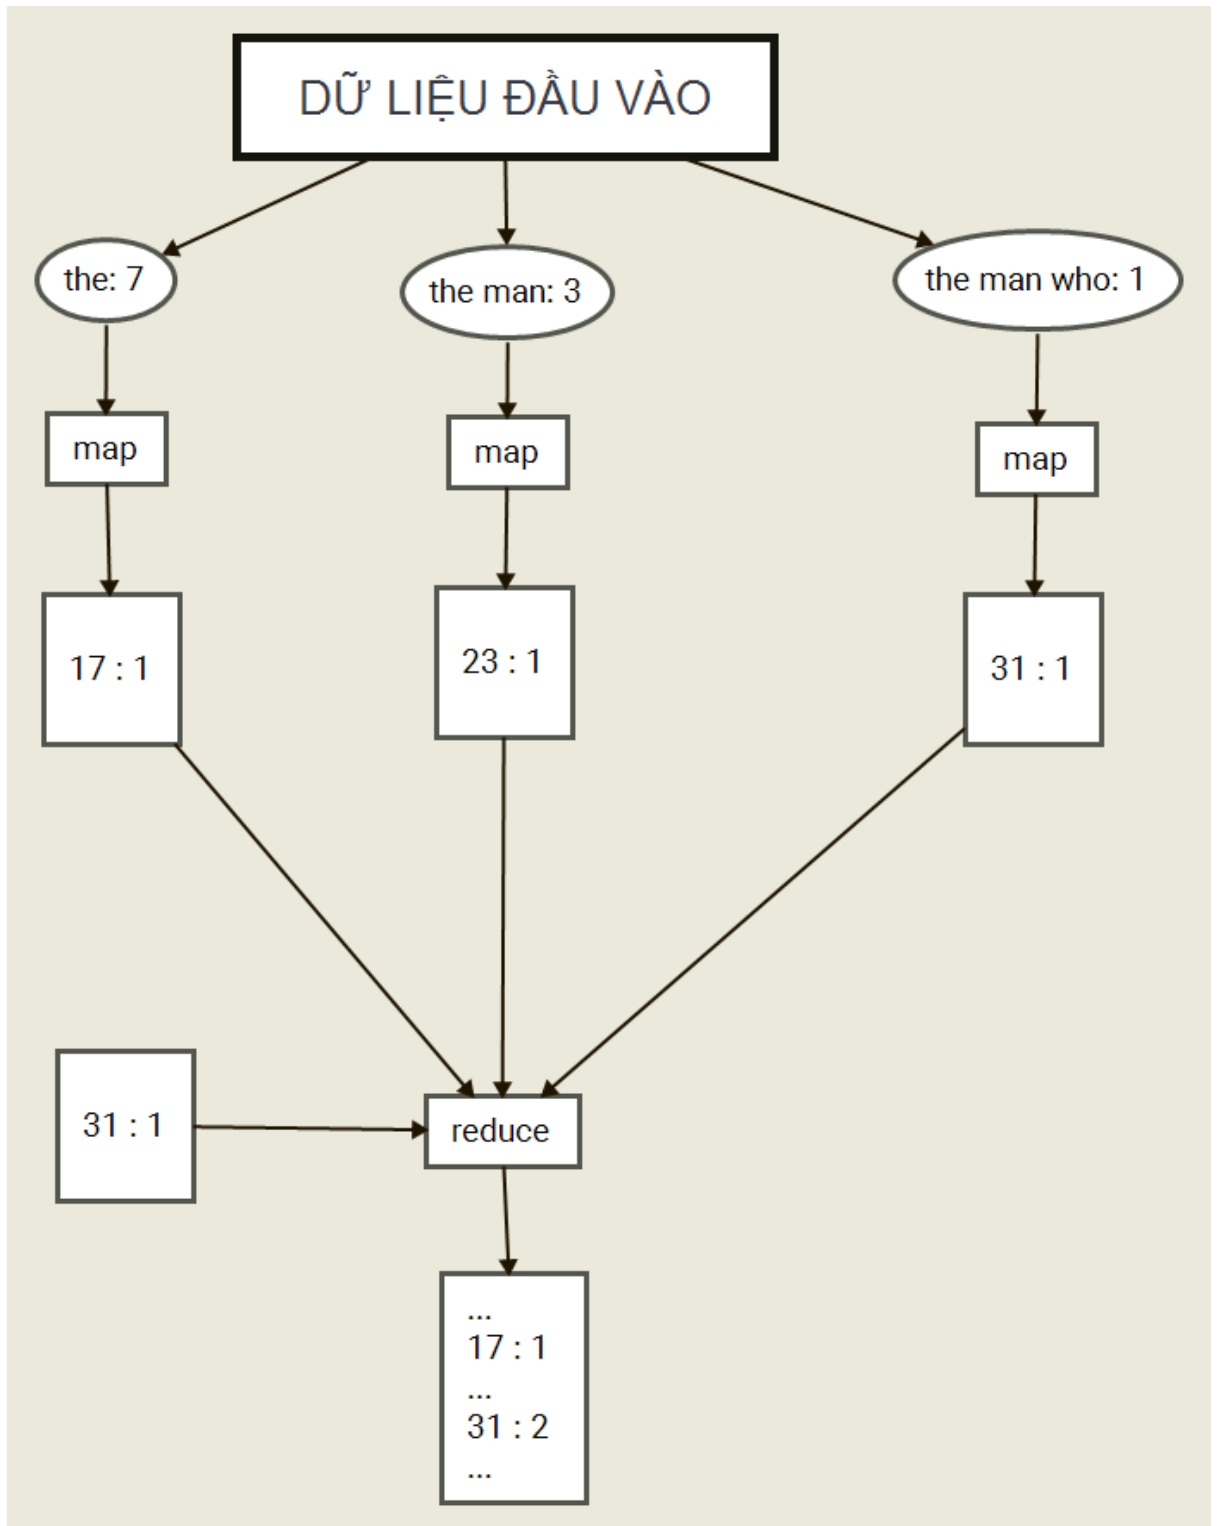 DỮ LIỆU ĐẦU VÀO
the: 7
the man: 3
the man who: 1
map
map
map
17 : 1
23 : 1
31 : 1
31 : 1
reduce
...
17 : 1
...
31 : 2
...